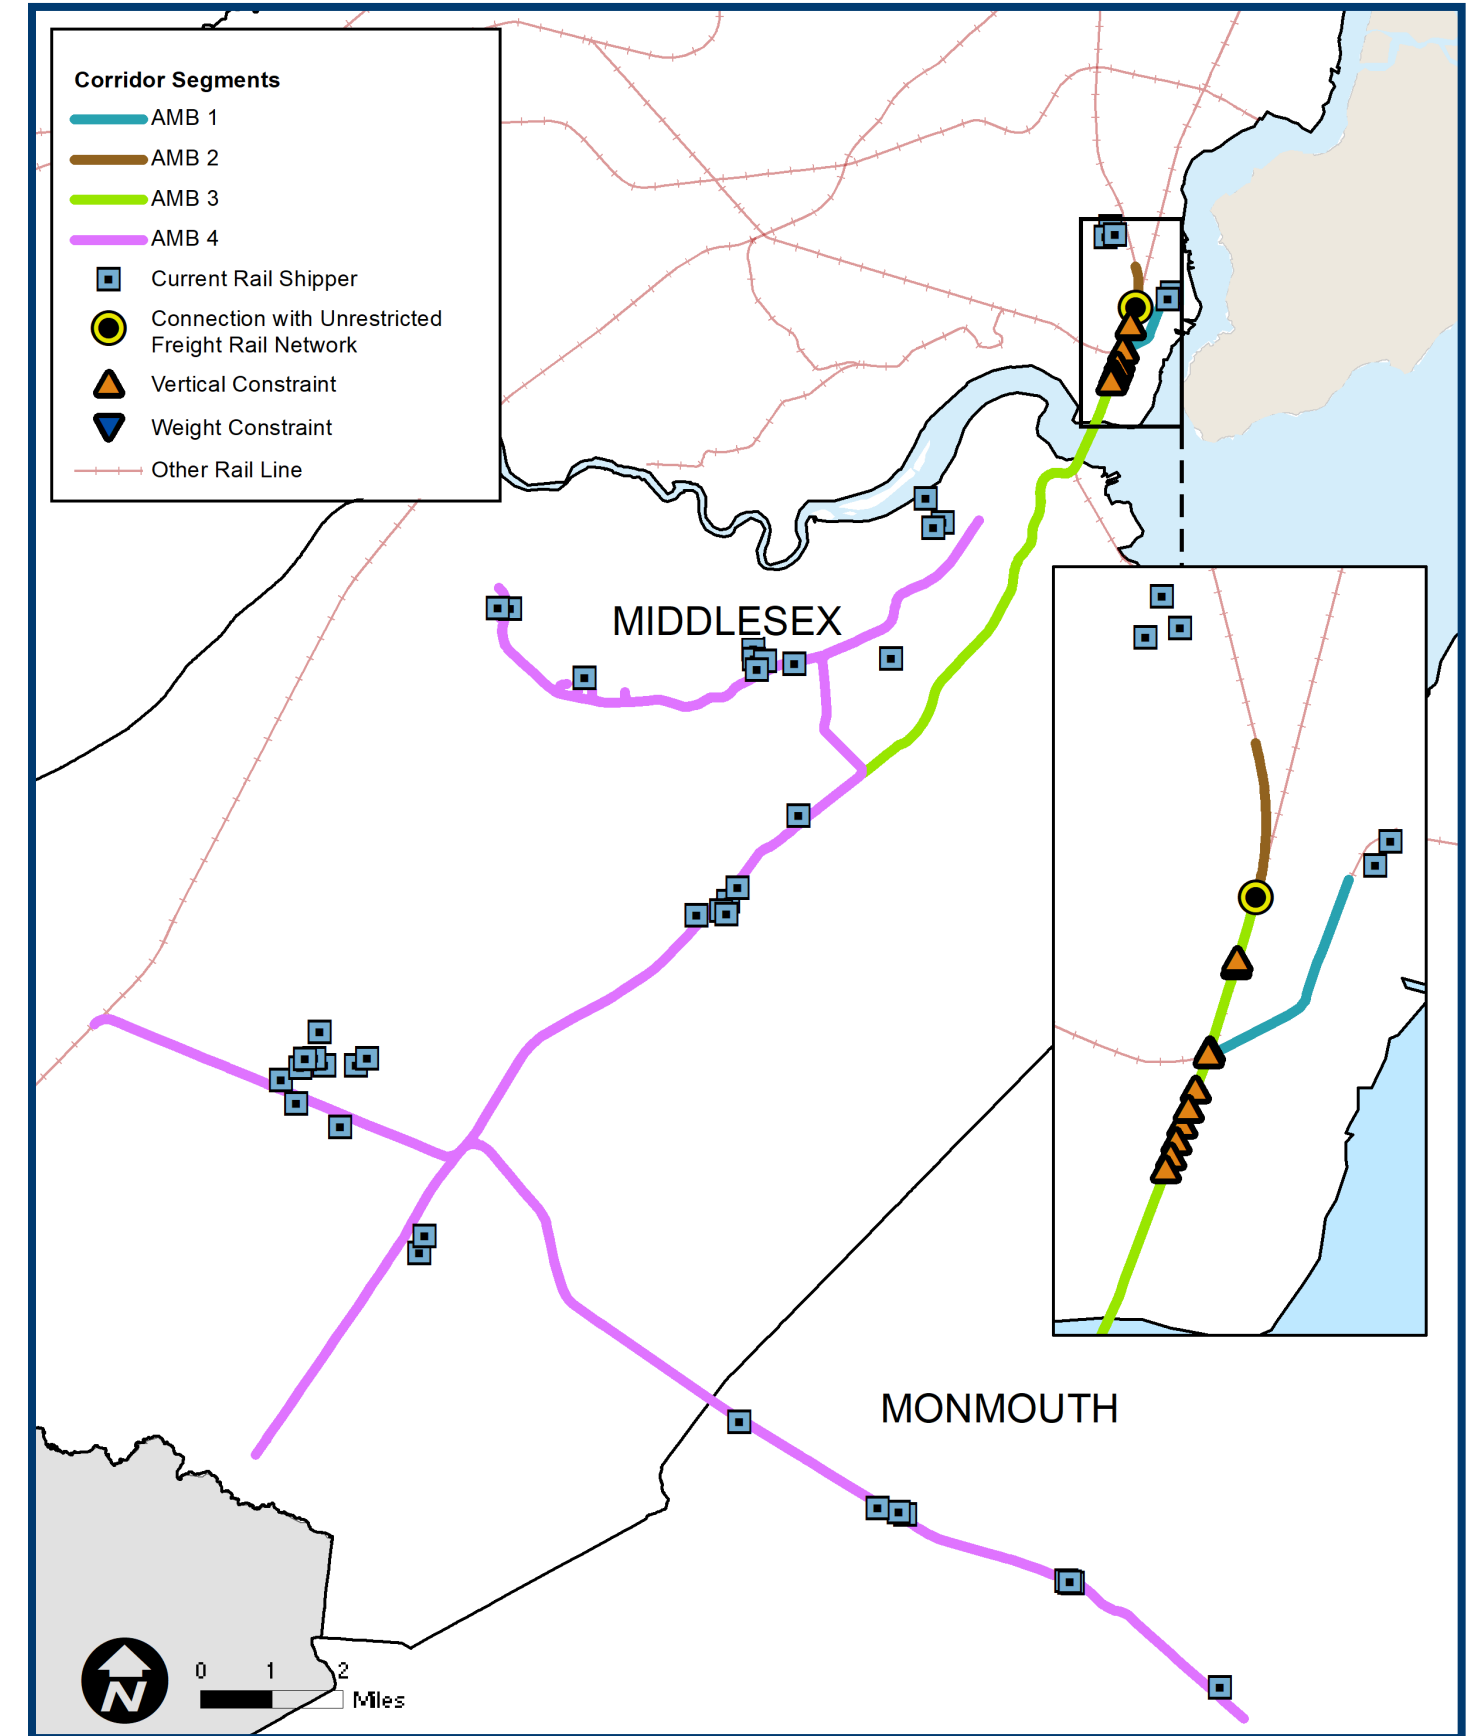 Corridor Segments
AMB 1
AMB 2
AMB 3
AMB 4
Current Rail Shipper
Connection with Unrestricted
Freight Rail Network
Vertical Constraint
Weight Constraint
Other Rail Line
MIDDLESEX
MONMOUTH
N
0 1 2
Miles